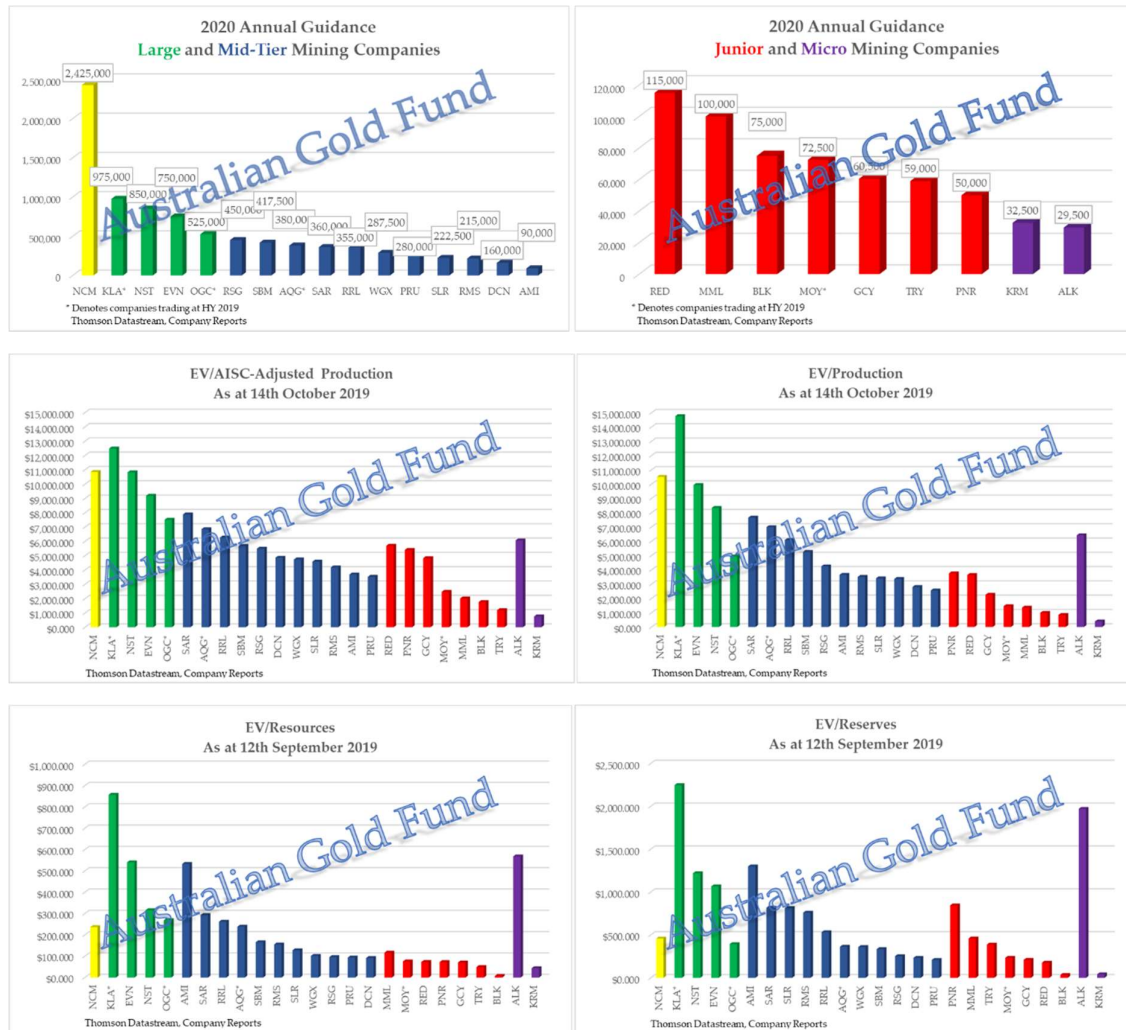 2020 Annual Guidance
Large and Mid-Tier Mining Companies
2,425,000
975,000
850,000
750,000
525,000
450,000
417,500
380,000
360,000
355,000
287,500
280,000
222,500
215,000
160,000
90,000
2,500,000
2,000,000
1,500,000
1,000,000
500,000
0
NCM KLA* NST EVN OGC* RSG SBM AQG* SAR RRL WGX PRU SLR RMS DCN AMI
* Denotes companies trading at HY 2019
Thomson Datastream, Company Reports
Australian Gold Fund
2020 Annual Guidance
Junior and Micro Mining Companies
115,000
100,000
75,000
72,500
60,500
59,000
50,000
32,500
29,500
120,000
100,000
80,000
60,000
40,000
20,000
0
RED MML BLK MOY* GCY TRY PNR KRM ALK
* Denotes companies trading at HY 2019
Thomson Datastream, Company Reports
Australian Gold Fund
EV/AISC-Adjusted Production
As at 14th October 2019
$15,000.000
$14,000.000
$13,000.000
$12,000.000
$11,000.000
$10,000.000
$9,000.000
$8,000.000
$7,000.000
$6,000.000
$5,000.000
$4,000.000
$3,000.000
$2,000.000
$1,000.000
$0.000
NCM KLA* NST EVN OGC* SAR AQG* RRL SBM RSG DCN WGX SLR RMS AMI PRU RED PNR GCY MOY* MML BLK TRY ALK KRM
Thomson Datastream, Company Reports
Australian Gold Fund
EV/Production
As at 14th October 2019
$15,000.000
$14,000.000
$13,000.000
$12,000.000
$11,000.000
$10,000.000
$9,000.000
$8,000.000
$7,000.000
$6,000.000
$5,000.000
$4,000.000
$3,000.000
$2,000.000
$1,000.000
$0.000
NCM KLA* EVN NST OGC* SAR AQG* RRL SBM RSG AMI RMS SLR WGX DCN PRU PNR RED GCY MOY* MML BLK TRY ALK KRM
Thomson Datastream, Company Reports
Australian Gold Fund
EV/Resources
As at 12th September 2019
$1,000.000
$900.000
$800.000
$700.000
$600.000
$500.000
$400.000
$300.000
$200.000
$100.000
$0.000
NCM KLA* EVN NST OGC* AMI SAR RRL AQG* SBM RMS SLR WGX RSG PRU DCN MML MOY* RED PNR GCY TRY BLK ALK KRM
Thomson Datastream, Company Reports
Australian Gold Fund
EV/Reserves
As at 12th September 2019
$2,500.000
$2,000.000
$1,500.000
$1,000.000
$500.000
$0.000
NCM KLA* NST EVN OGC* AMI SAR SLR RMS RRL AQG* WGX SBM RSG DCN PRU PNR MML TRY MOY* GCY RED BLK ALK KRM
Thomson Datastream, Company Reports
Australian Gold Fund